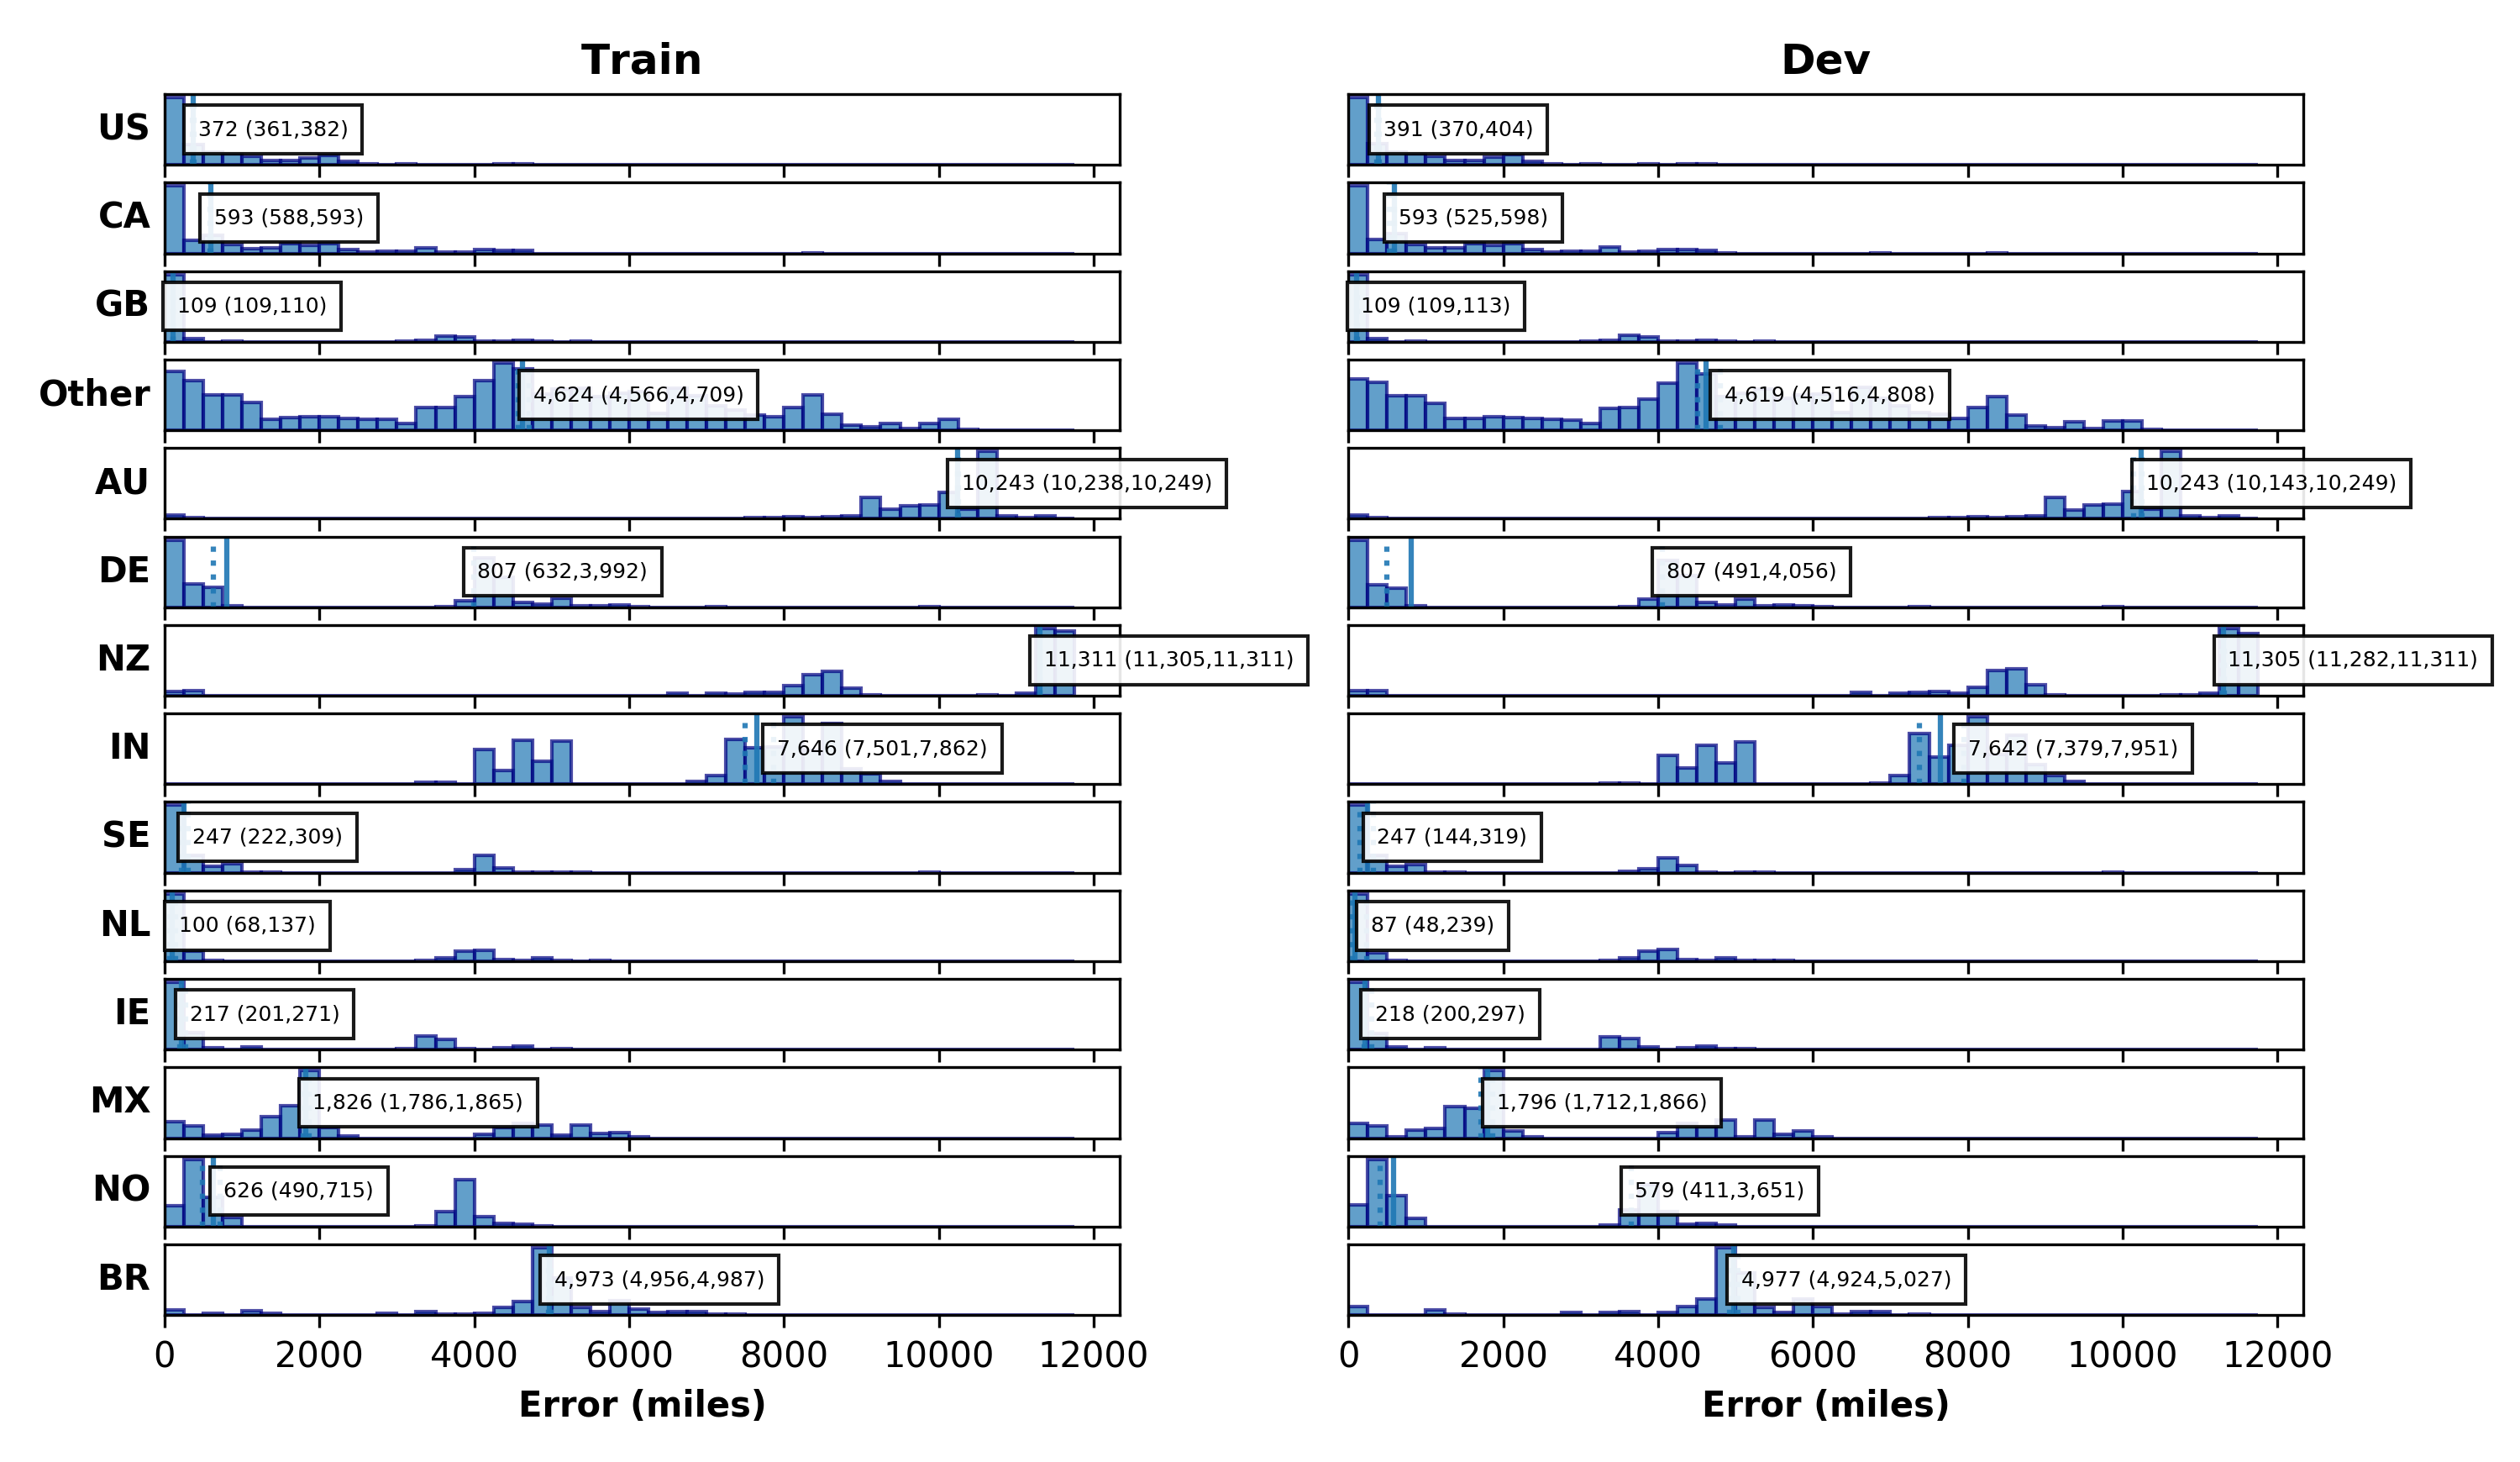 Train Dev
US 372 (361,382) 391 (370,404)
CA 593 (588,593) 593 (525,598)
GB 109 (109,110) 109 (109,113)
Other 4,624 (4,566,4,709) 4,619 (4,516,4,808)
AU 10,243 (10,238,10,249) 10,243 (10,143,10,249)
DE 807 (632,3,992) 807 (491,4,056)
NZ 11,311 (11,305,11,311) 11,305 (11,282,11,311)
IN 7,646 (7,501,7,862) 7,642 (7,379,7,951)
SE 247 (222,309) 247 (144,319)
NL 100 (68,137) 87 (48,239)
IE 217 (201,271) 218 (200,297)
MX 1,826 (1,786,1,865) 1,796 (1,712,1,866)
NO 626 (490,715) 579 (411,3,651)
BR 4,973 (4,956,4,987) 4,977 (4,924,5,027)
0 2000 4000 6000 8000 10000 12000 0 2000 4000 6000 8000 10000 12000
Error (miles) Error (miles)